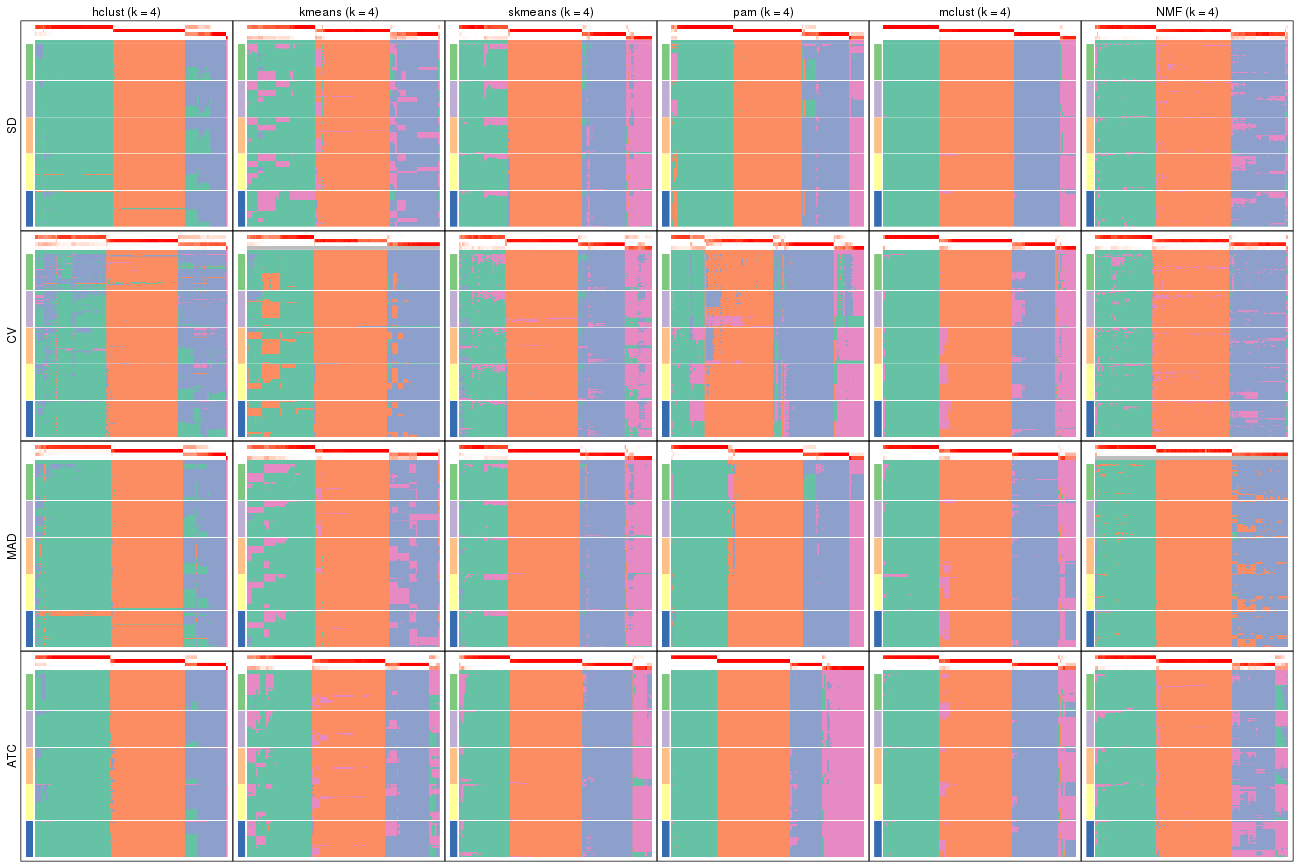 hclust (k = 4) kmeans (k = 4) skmeans (k = 4) pam (k = 4) mclust (k = 4) NMF (k = 4)
SD
CV
MAD
ATC